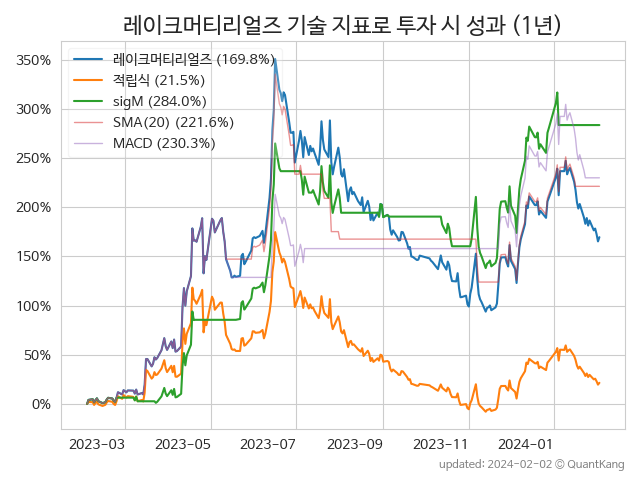 레이크머티리얼즈 기술 지표로 투자 시 성과 (1년)
350%
300%
250%
200%
150%
100%
50%
0%
레이크머티리얼즈 (169.8%)
적립식 (21.5%)
sigM (284.0%)
SMA(20) (221.6%)
MACD (230.3%)
2023-03
2023-05
2023-07
2023-09
2023-11
2024-01
updated: 2024-02-02 © QuantKang